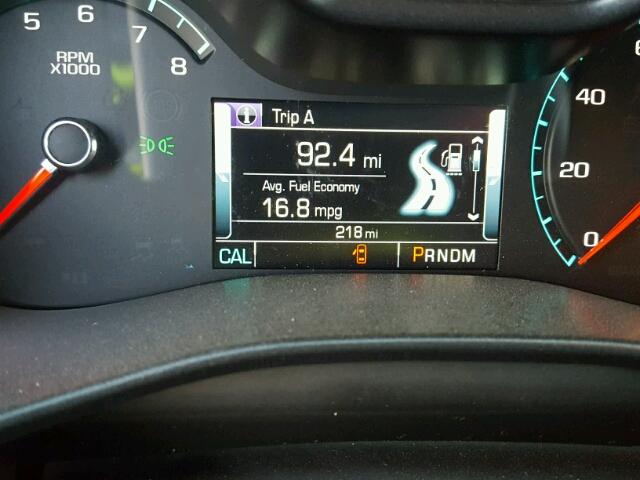 5 6 7 8
RPM
X1000
Trip A
92.4 mi
Avg. Fuel Economy
16.8 mpg
218 mi
CAL
PRNDM
40
20
0